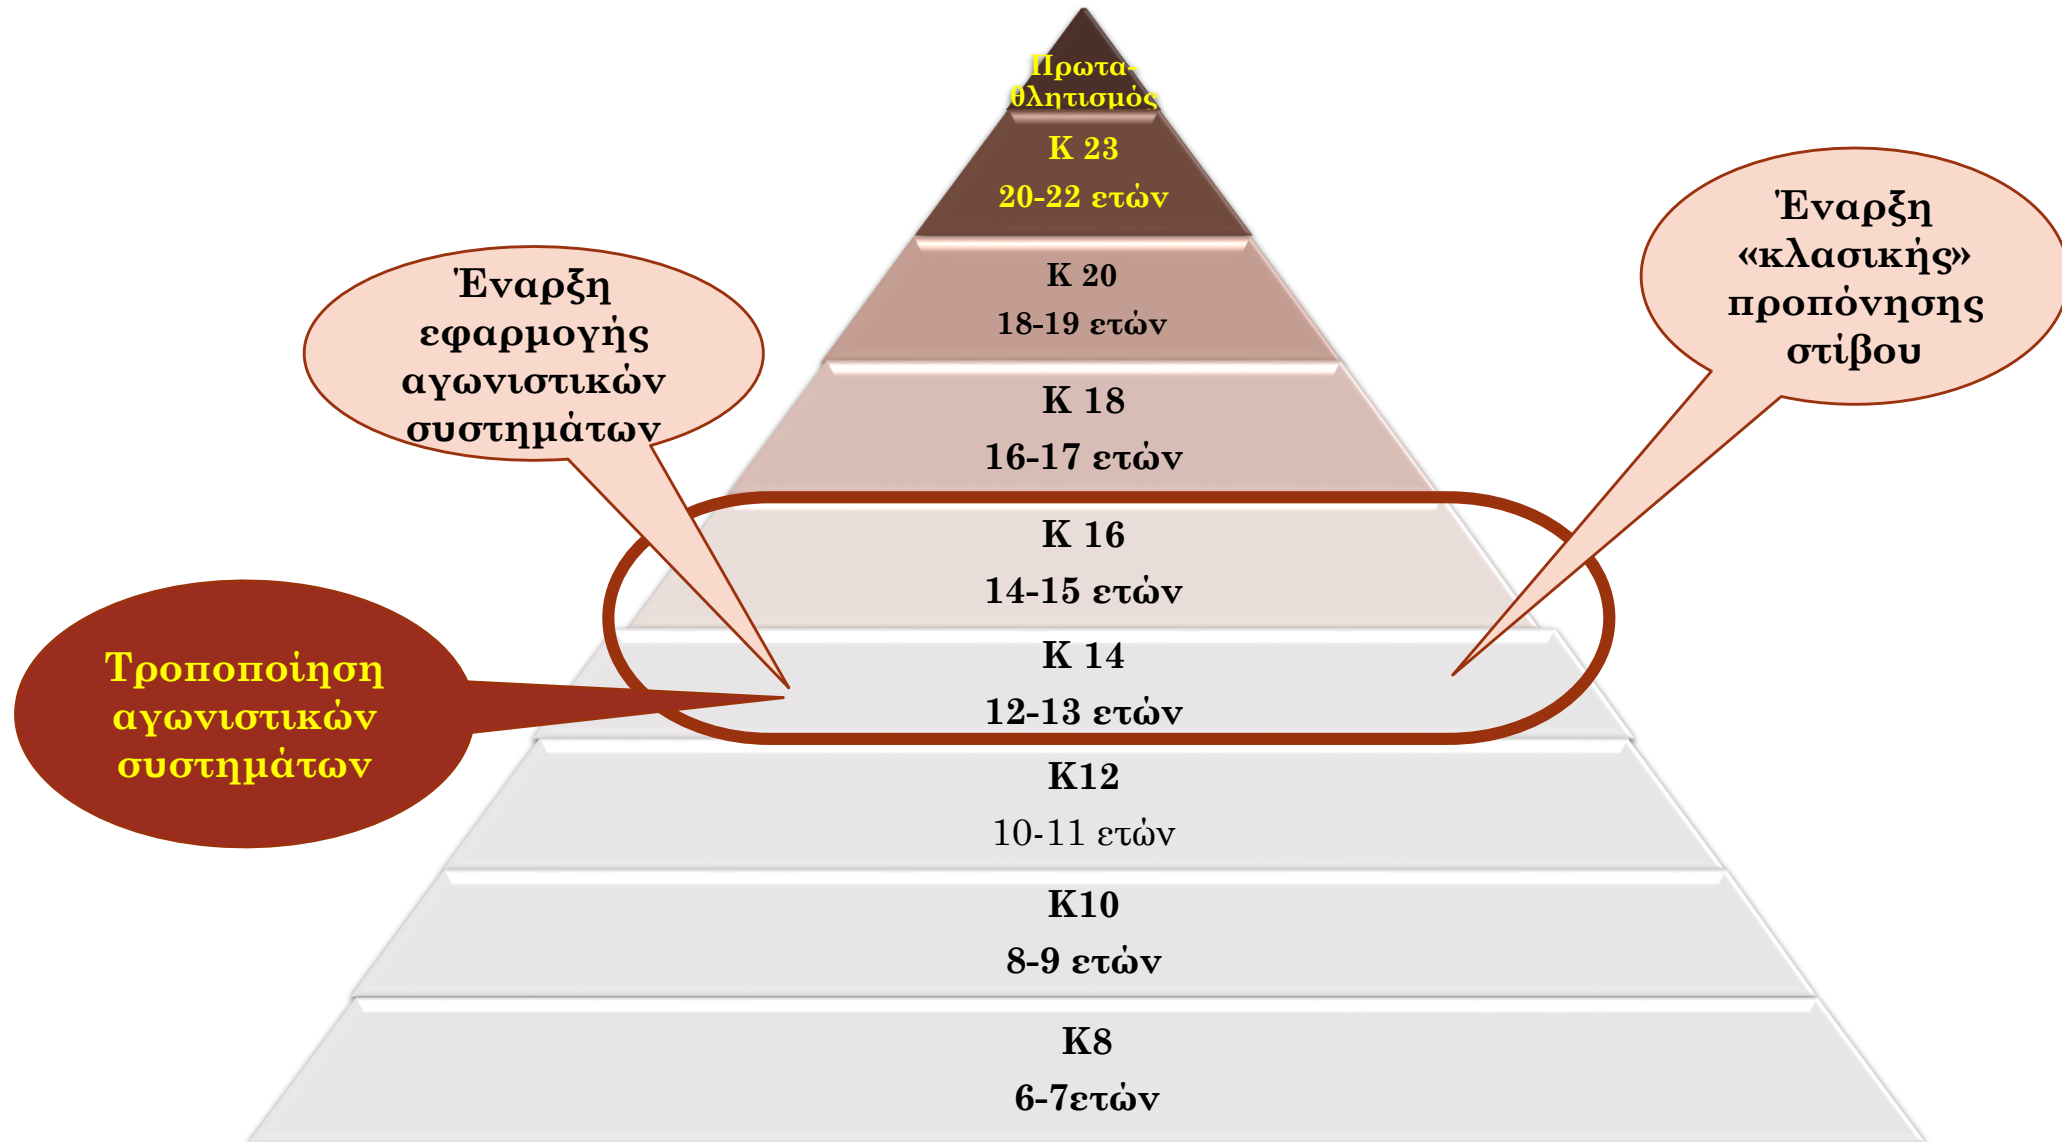 Πρωτα-
θλητισμός
Κ 23
20-22 ετών
Κ 20
18-19 ετών
Κ 18
16-17 ετών
Κ 16
14-15 ετών
Κ 14
12-13 ετών
Κ12
10-11 ετών
Κ10
8-9 ετών
Κ8
6-7ετών
Έναρξη
εφαρμογής
αγωνιστικών
συστημάτων
Έναρξη
«κλασικής»
προπόνησης
στίβου
Τροποποίηση
αγωνιστικών
συστημάτων